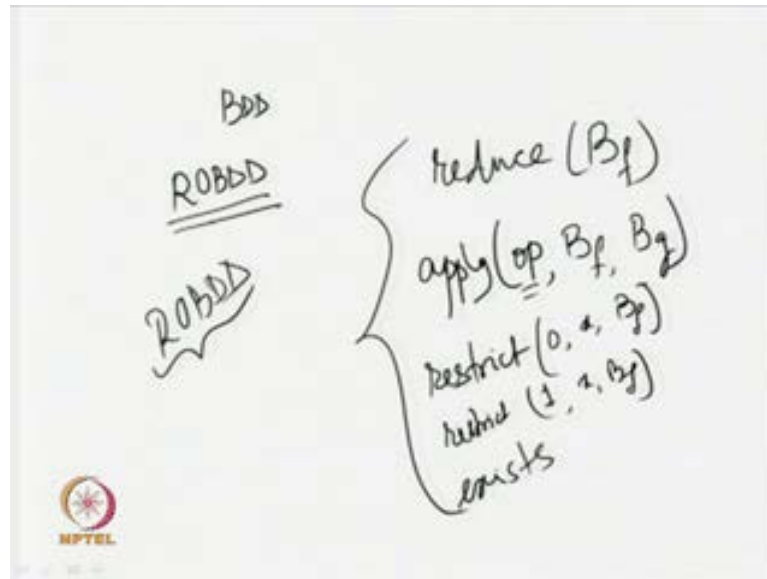 BDD
ROBDD
ROBDD
reduce (Bf)
apply (op, Bf, Bg)
restrict (0, x, Bf)
restrict (1, x, Bf)
exists
NPTEL